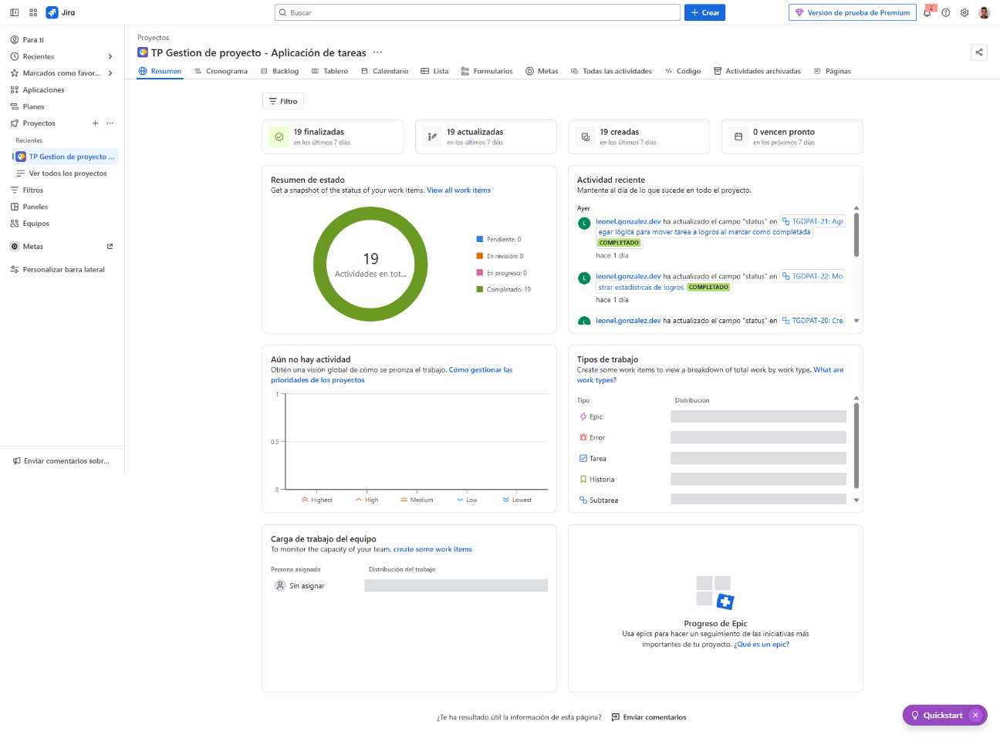 Jira
Buscar
Crear
Versión de prueba de Premium
2
Para ti
Recientes
Marcados como favor...
Aplicaciones
Planes
Proyectos
Recientes
TP Gestion de proyecto ...
Ver todos los proyectos
Filtros
Paneles
Equipos
Metas
Personalizar barra lateral
Enviar comentarios sobr...
Proyectos
TP Gestion de proyecto - Aplicación de tareas
Resumen
Cronograma
Backlog
Tablero
Calendario
Lista
Formularios
Metas
Todas las actividades
Código
Actividades archivadas
Páginas
Filtro
19 finalizadas
en los últimos 7 días
19 actualizadas
en los últimos 7 días
19 creadas
en los últimos 7 días
0 vencen pronto
en los próximos 7 días
Resumen de estado
Get a snapshot of the status of your work items. View all work items
19
Actividades en tot...
Pendiente: 0
En revisión: 0
En progreso: 0
Completado: 19
Actividad reciente
Mantente al día de lo que sucede en todo el proyecto.
Ayer
L
leonel.gonzalez.dev ha actualizado el campo "status" en TGDPAT-21: Agr
egar lógica para mover tarea a logros al marcar como completada
COMPLETADO
hace 1 día
L
leonel.gonzalez.dev ha actualizado el campo "status" en TGDPAT-22: Mo
strar estadísticas de logros COMPLETADO
hace 1 día
L
leonel.gonzalez.dev ha actualizado el campo "status" en TGDPAT-20: Cre
Aún no hay actividad
Obtén una visión global de cómo se prioriza el trabajo. Cómo gestionar las
prioridades de los proyectos
1
0.5
0
Highest
High
Medium
Low
Lowest
Tipos de trabajo
Create some work items to view a breakdown of total work by work type. What are
work types?
Tipo
Distribución
Epic
Error
Tarea
Historia
Subtarea
Carga de trabajo del equipo
To monitor the capacity of your team, create some work items
Persona asignada
Distribución del trabajo
Sin asignar
Progreso de Epic
Usa epics para hacer un seguimiento de las iniciativas más
importantes de tu proyecto. ¿Qué es un epic?
¿Te ha resultado útil la información de esta página?
Enviar comentarios
Quickstart